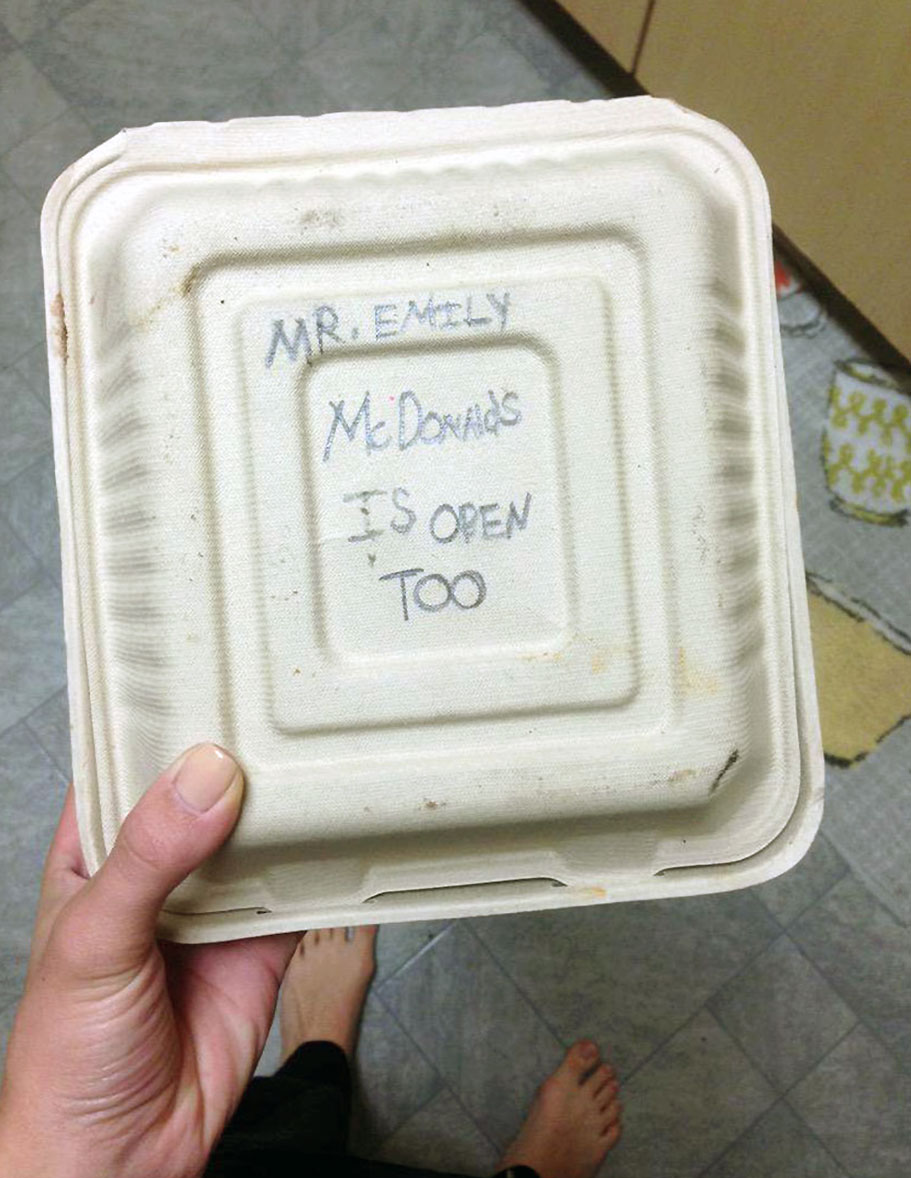 MR. EMILY
McDONAldS
IS OPEN
TOO